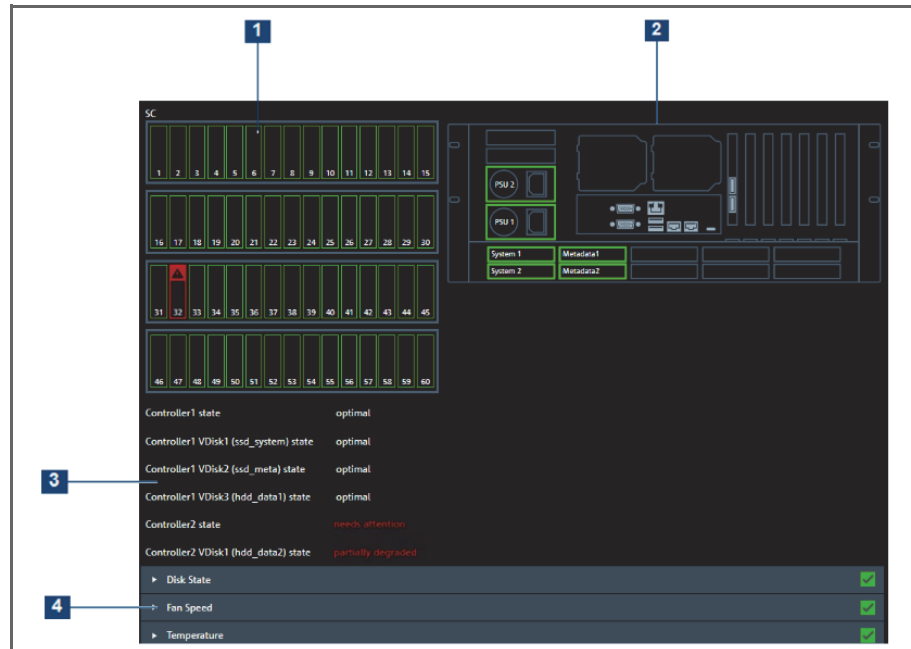 1
2
SC
1 2 3 4 5 6 7 8 9 10 11 12 13 14 15
PSU 2
PSU 1
16 17 18 19 20 21 22 23 24 25 26 27 28 29 30
System 1 Metadata1
System 2 Metadata2
31 32 33 34 35 36 37 38 39 40 41 42 43 44 45
46 47 48 49 50 51 52 53 54 55 56 57 58 59 60
Controller1 state optimal
Controller1 VDisk1 (ssd_system) state optimal
Controller1 VDisk2 (ssd_meta) state optimal
3
Controller1 VDisk3 (hdd_data1) state optimal
Controller2 state needs attention
Controller2 VDisk1 (hdd_data2) state partially degraded
Disk State
4
Fan Speed
Temperature